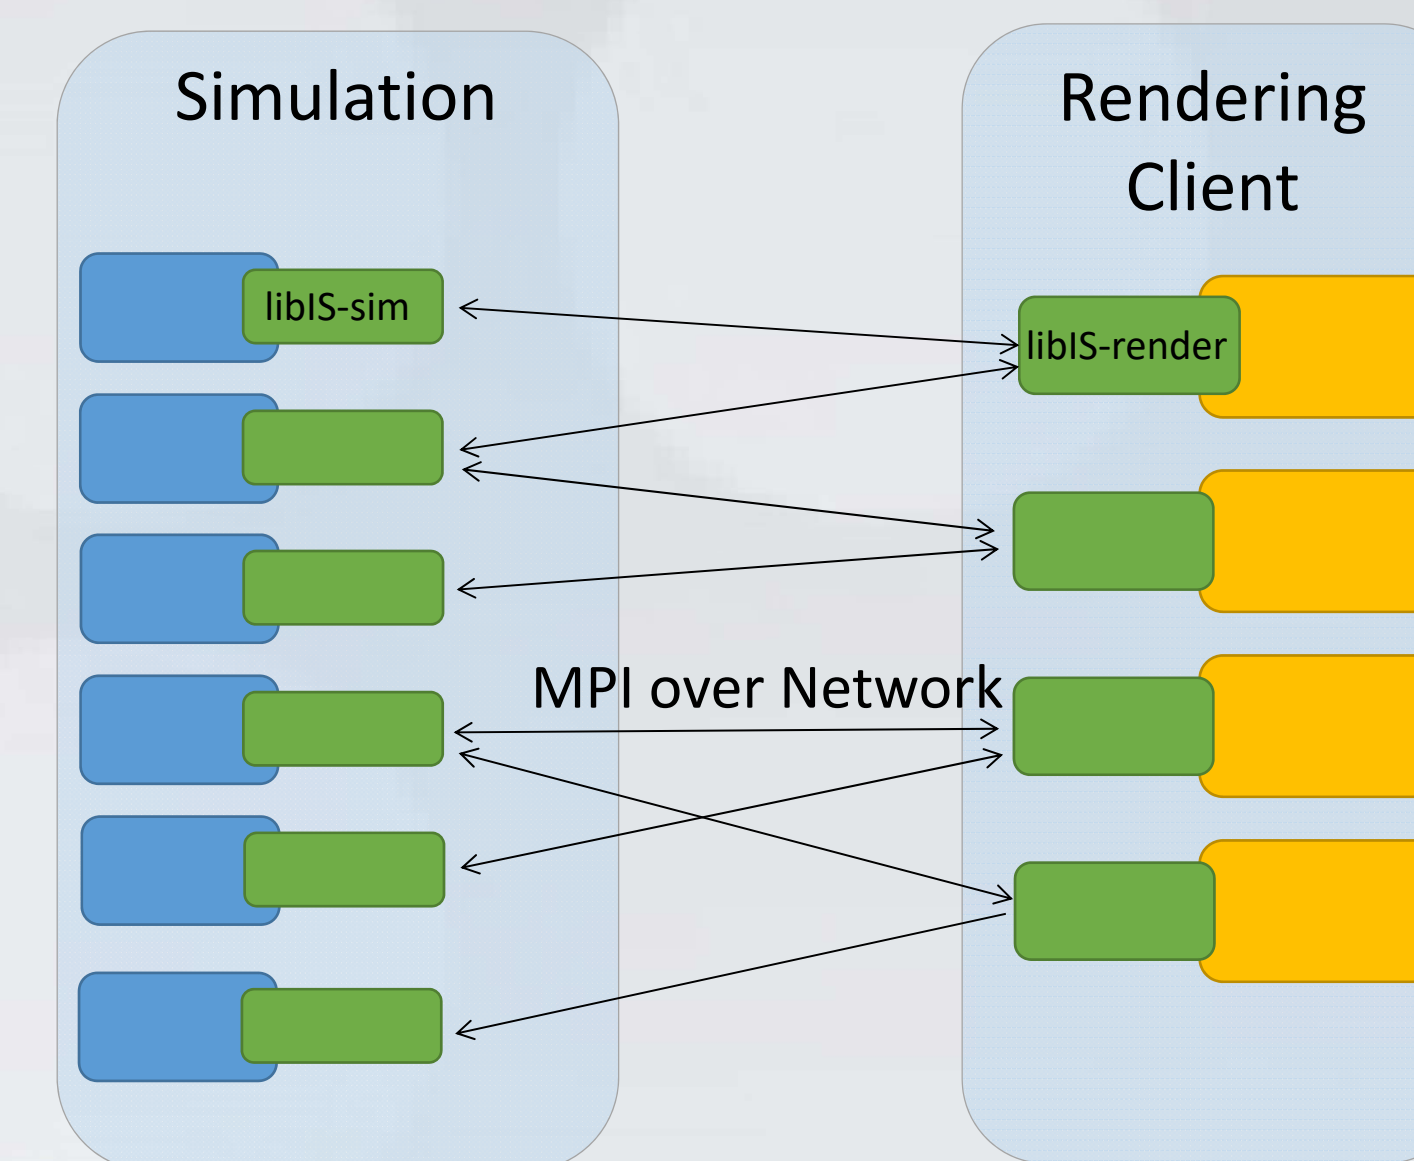 Simulation
Rendering
Client
libIS-sim
libIS-render
MPI over Network